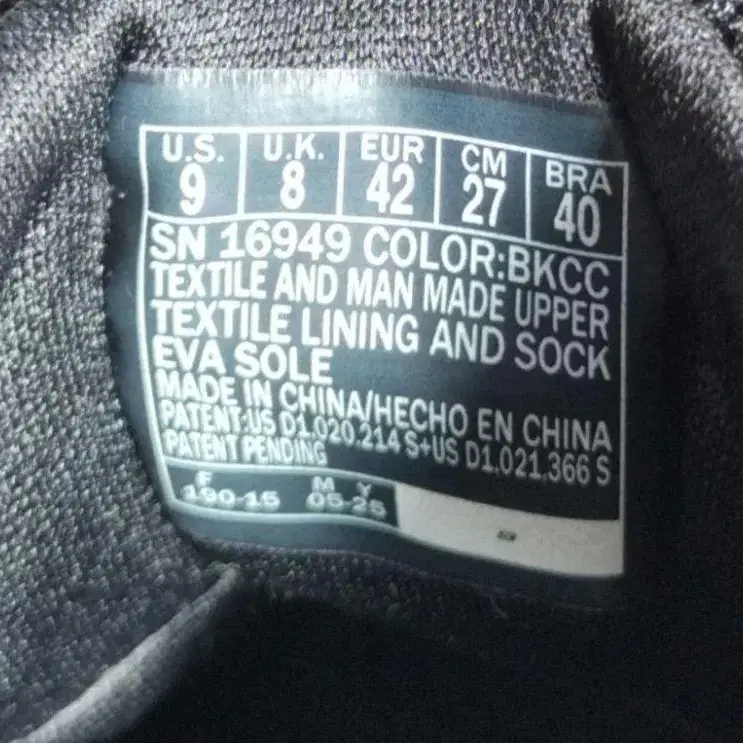 U.S. U.K. EUR CM BRA
9 8 42 27 40
SN 16949 COLOR:BKCC
TEXTILE AND MAN MADE UPPER
TEXTILE LINING AND SOCK
EVA SOLE
MADE IN CHINA/HECHO EN CHINA
PATENT:US D1.020.214 S+US D1.021.366 S
PATENT PENDING
F M Y
190-15 05-25